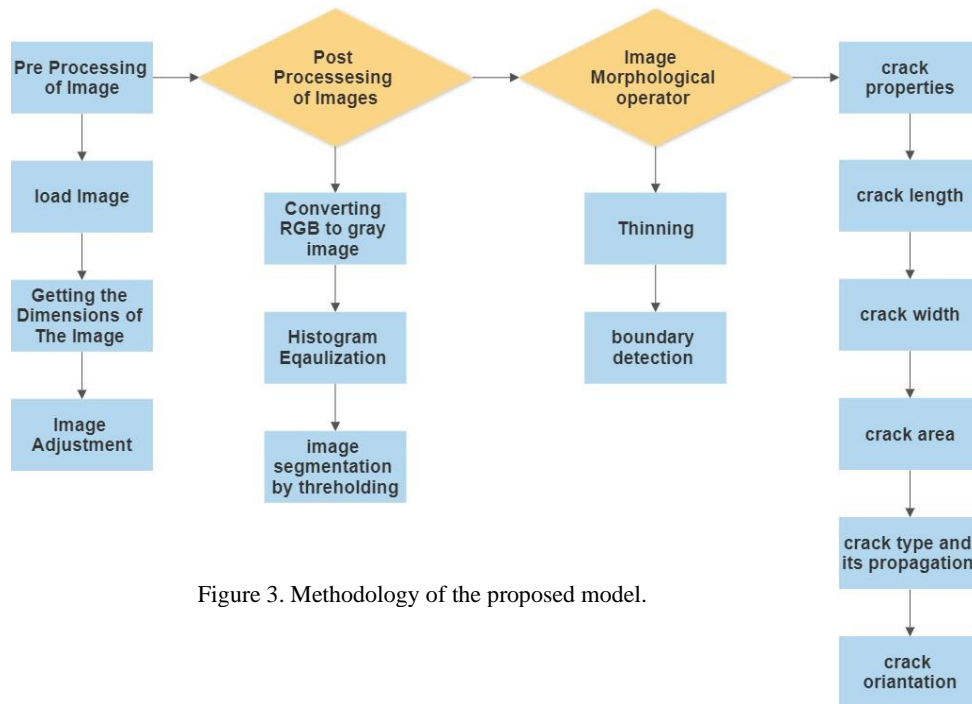 Pre Processing
of Image
Post
Processesing
of Images
Image
Morphological
operator
crack
properties
load Image
Getting the
Dimensions of
The Image
Image
Adjustment
Converting
RGB to gray
image
Histogram
Eqaulization
image
segmentation
by threholding
Thinning
boundary
detection
crack length
crack width
crack area
crack type and
its propagation
crack
oriantation
Figure 3. Methodology of the proposed model.